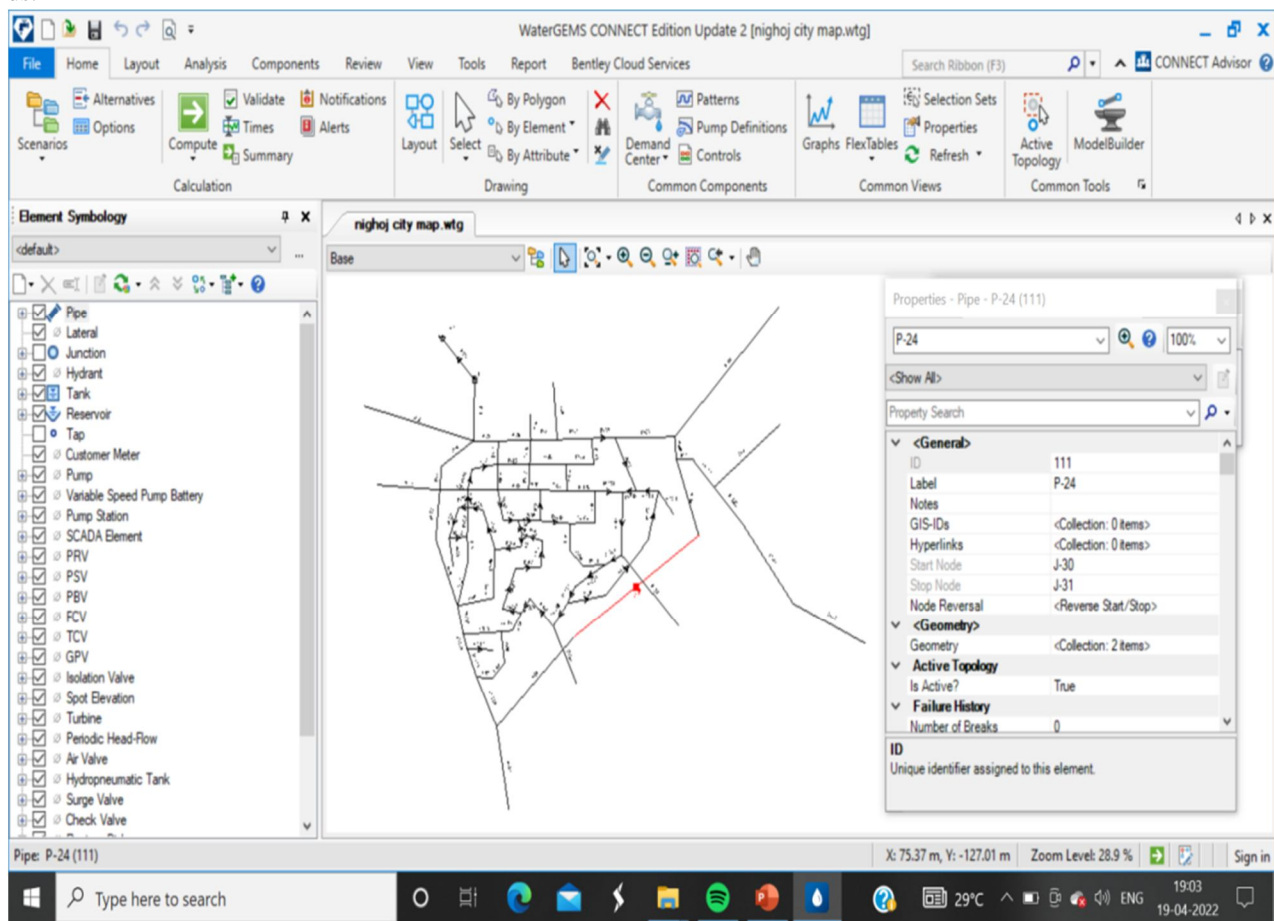 WaterGEMS CONNECT Edition Update 2 [nighoj city map.wtg]
File Home Layout Analysis Components Review View Tools Report Bentley Cloud Services Search Ribbon (F3) CONNECT Advisor
Scenarios
Alternatives
Options
Compute
Validate
Times
Summary
Notifications
Alerts
Calculation
Layout
Select
By Polygon
By Element
By Attribute
Drawing
Demand Center
Patterns
Pump Definitions
Controls
Common Components
Graphs
FlexTables
Selection Sets
Properties
Refresh
Common Views
Active Topology
ModelBuilder
Common Tools
Element Symbology
<default>
Pipe
Lateral
Junction
Hydrant
Tank
Reservoir
Tap
Customer Meter
Pump
Variable Speed Pump Battery
Pump Station
SCADA Element
PRV
PSV
PBV
FCV
TCV
GPV
Isolation Valve
Spot Elevation
Turbine
Periodic Head-Flow
Air Valve
Hydropneumatic Tank
Surge Valve
Check Valve
nighoj city map.wtg
Base
Properties - Pipe - P-24 (111)
P-24 100%
<Show All>
Property Search
<General>
ID 111
Label P-24
Notes
GIS-IDs <Collection: 0 items>
Hyperlinks <Collection: 0 items>
Start Node J-30
Stop Node J-31
Node Reversal <Reverse Start/Stop>
<Geometry>
Geometry <Collection: 2 items>
Active Topology
Is Active? True
Failure History
Number of Breaks 0
ID
Unique identifier assigned to this element.
Pipe: P-24 (111) X: 75.37 m, Y: -127.01 m Zoom Level: 28.9 % Sign in
Type here to search 29°C ENG 19:03
19-04-2022